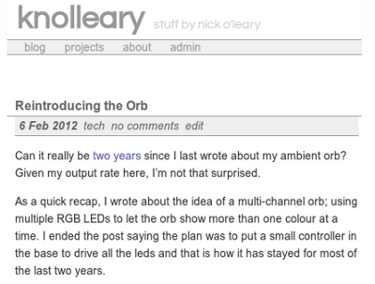 knolleary stuff by nick o'leary
blog projects about admin
Reintroducing the Orb
6 Feb 2012 tech no comments edit
Can it really be two years since I last wrote about my ambient orb?
Given my output rate here, I'm not that surprised.
As a quick recap, I wrote about the idea of a multi-channel orb; using
multiple RGB LEDs to let the orb show more than one colour at a
time. I ended the post saying the plan was to put a small controller in
the base to drive all the leds and that is how it has stayed for most of
the last two years.